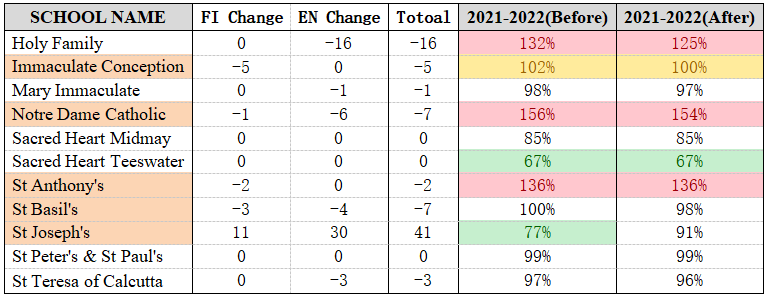 SCHOOL NAME FI Change EN Change Totoal 2021-2022(Before) 2021-2022(After)
Holy Family 0 -16 -16 132% 125%
Immaculate Conception -5 0 -5 102% 100%
Mary Immaculate 0 -1 -1 98% 97%
Notre Dame Catholic -1 -6 -7 156% 154%
Sacred Heart Midmay 0 0 0 85% 85%
Sacred Heart Teeswater 0 0 0 67% 67%
St Anthony's -2 0 -2 136% 136%
St Basil's -3 -4 -7 100% 98%
St Joseph's 11 30 41 77% 91%
St Peter's & St Paul's 0 0 0 99% 99%
St Teresa of Calcutta 0 -3 -3 97% 96%